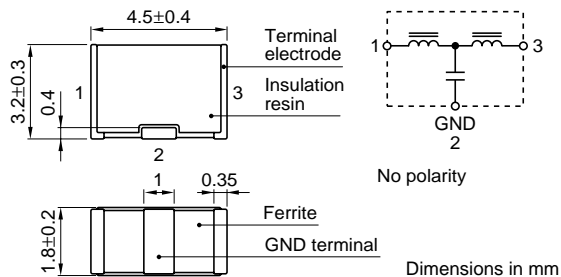 4.5±0.4
3.2±0.3
0.4
1
3
2
Terminal
electrode
Insulation
resin
1
3
GND
2
No polarity
1
0.35
1.8±0.2
Ferrite
GND terminal
Dimensions in mm